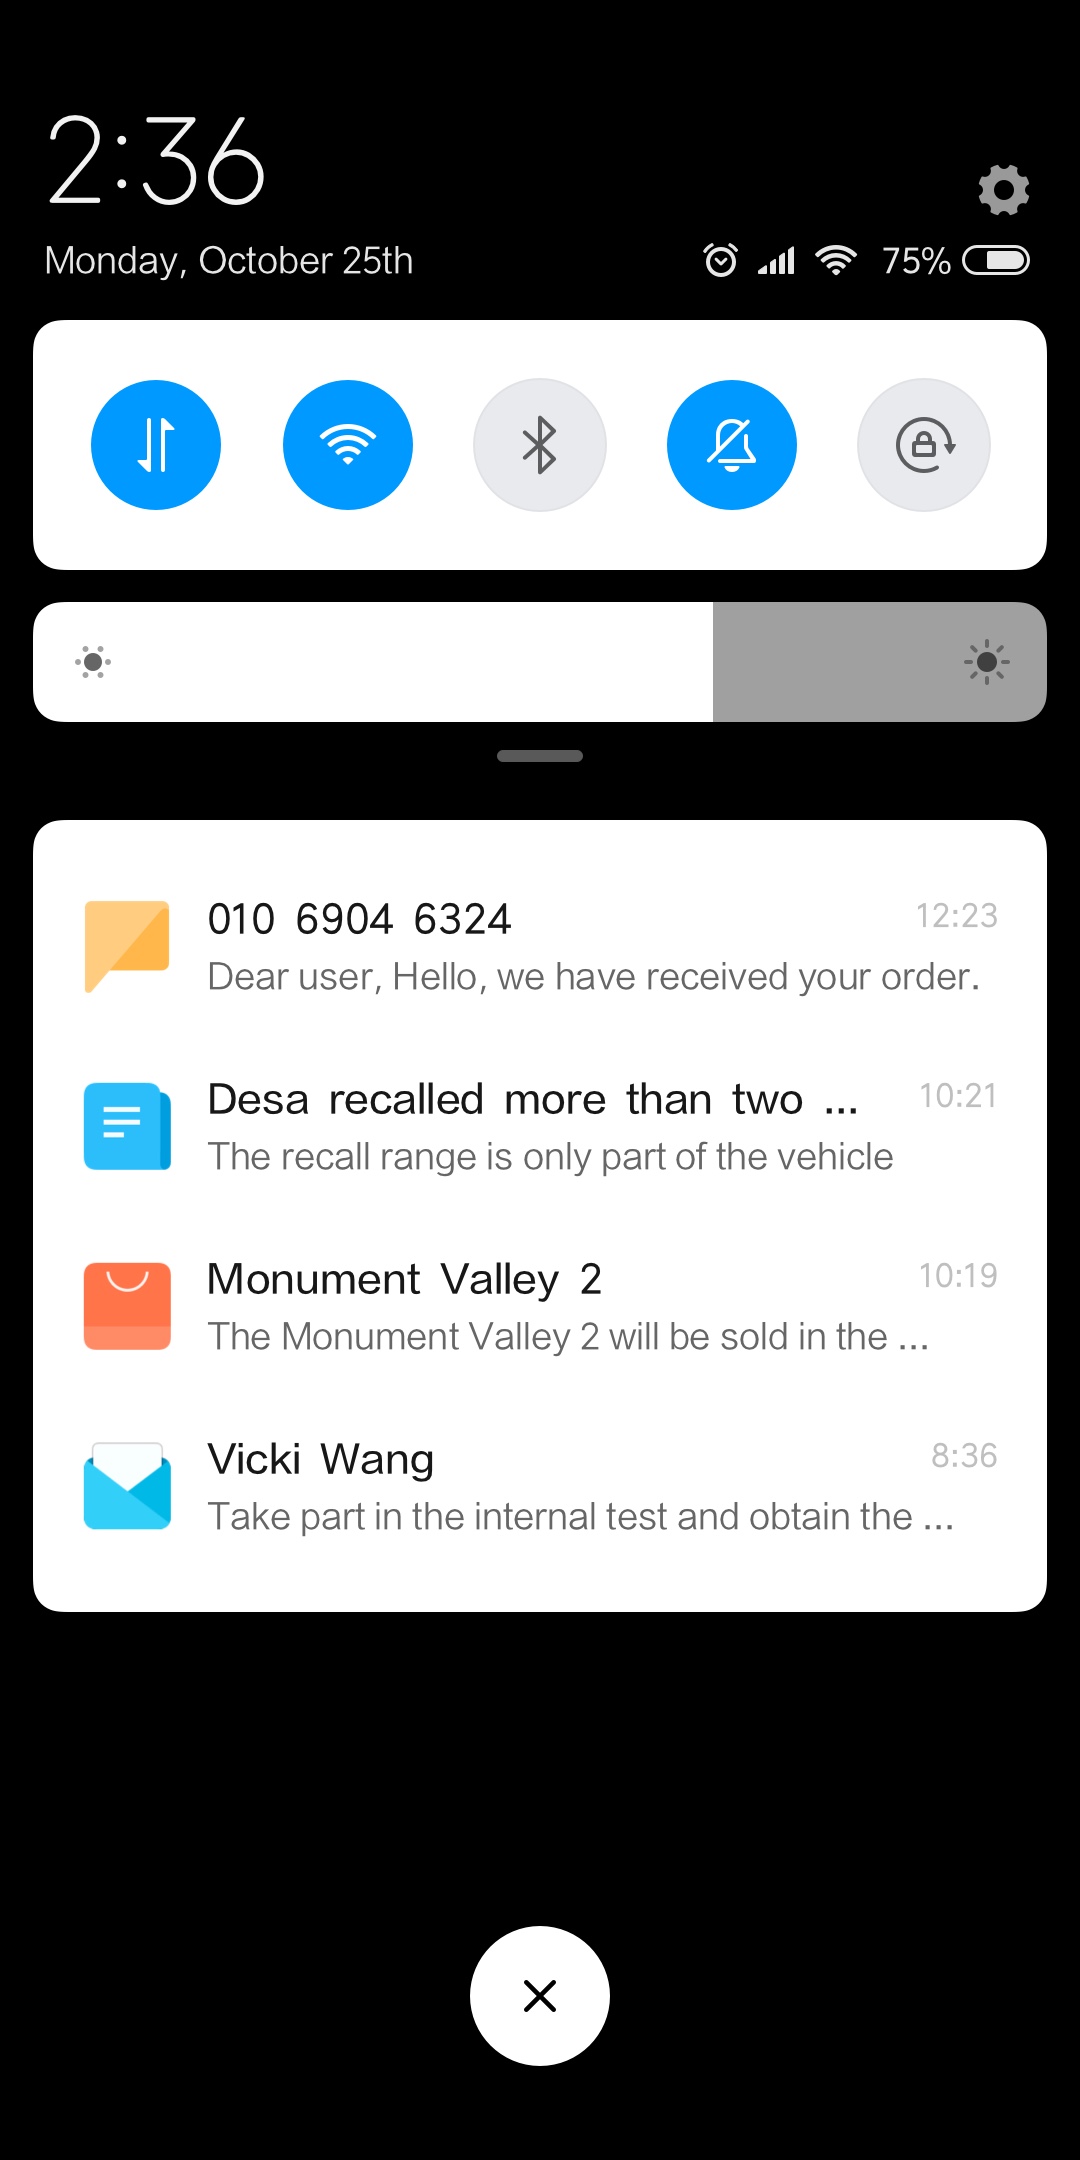 2:36
Monday, October 25th
75%
010 6904 6324
12:23
Dear user, Hello, we have received your order.
Desa recalled more than two ...
10:21
The recall range is only part of the vehicle
Monument Valley 2
10:19
The Monument Valley 2 will be sold in the ...
Vicki Wang
8:36
Take part in the internal test and obtain the ...